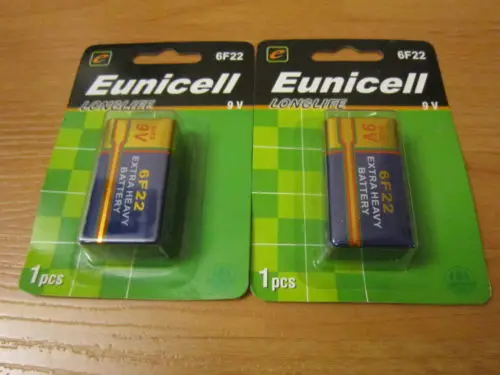 e
6F22
Eunicell
LONGLIFE
9 V
9V
6F22
EXTRA HEAVY
BATTERY
1pcs
e
6F22
Eunicell
LONGLIFE
9 V
9V
6F22
EXTRA HEAVY
BATTERY
1pcs